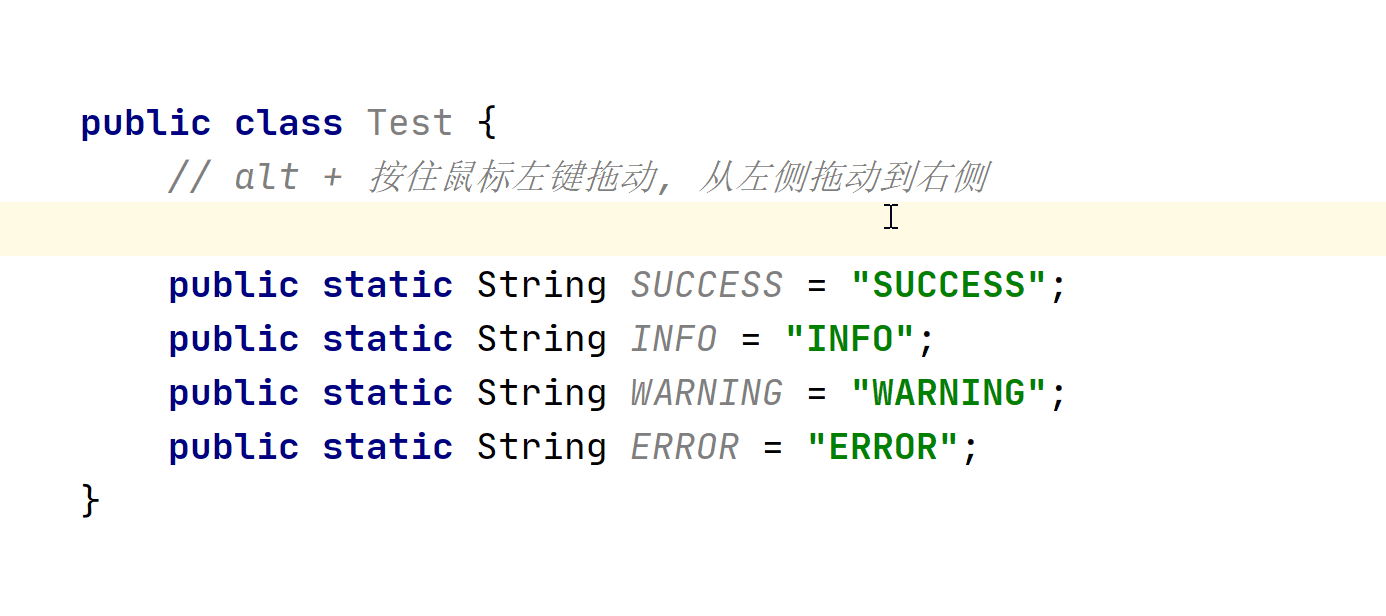 public class Test {
// alt + 按住鼠标左键拖动, 从左侧拖动到右侧
public static String SUCCESS = "SUCCESS";
public static String INFO = "INFO";
public static String WARNING = "WARNING";
public static String ERROR = "ERROR";
}